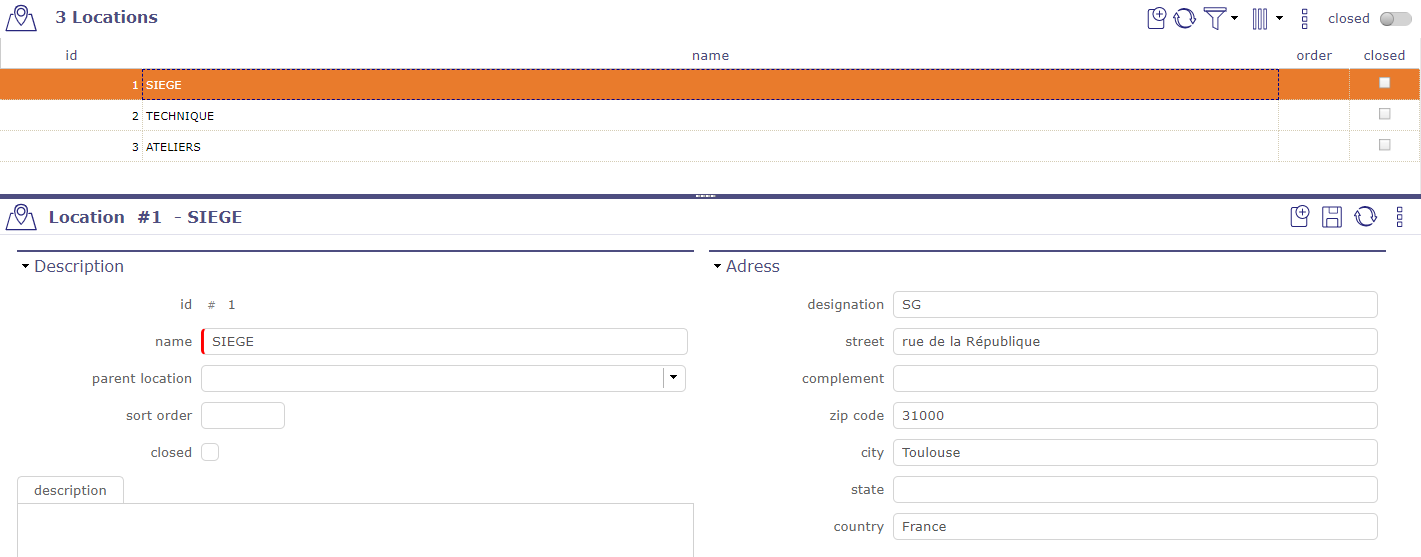 3 Locations closed
id name order closed
1 SIEGE
2 TECHNIQUE
3 ATELIERS
Location #1 - SIEGE
Description
id # 1
name SIEGE
parent location
sort order
closed
description
Adress
designation SG
street rue de la République
complement
zip code 31000
city Toulouse
state
country France